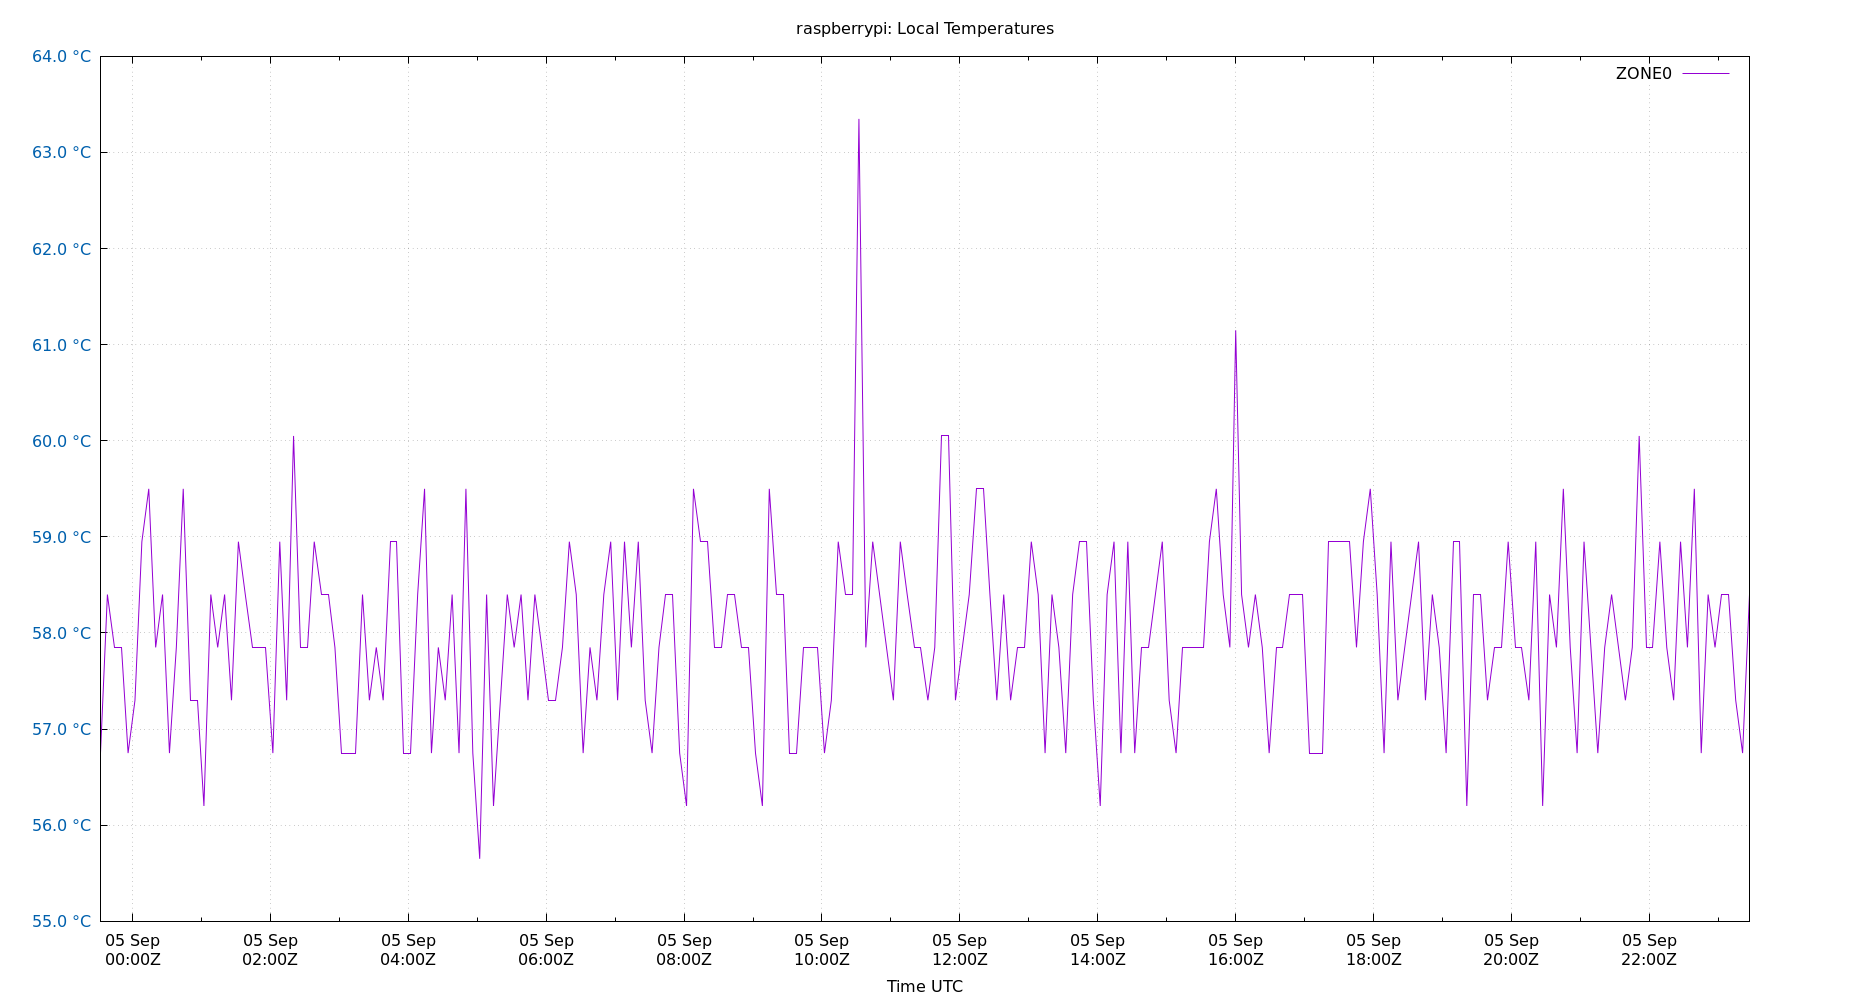 raspberrypi: Local Temperatures
ZONE0
64.0 °C
63.0 °C
62.0 °C
61.0 °C
60.0 °C
59.0 °C
58.0 °C
57.0 °C
56.0 °C
55.0 °C
05 Sep 05 Sep 05 Sep 05 Sep 05 Sep 05 Sep 05 Sep 05 Sep 05 Sep 05 Sep 05 Sep 05 Sep
00:00Z 02:00Z 04:00Z 06:00Z 08:00Z 10:00Z 12:00Z 14:00Z 16:00Z 18:00Z 20:00Z 22:00Z
Time UTC